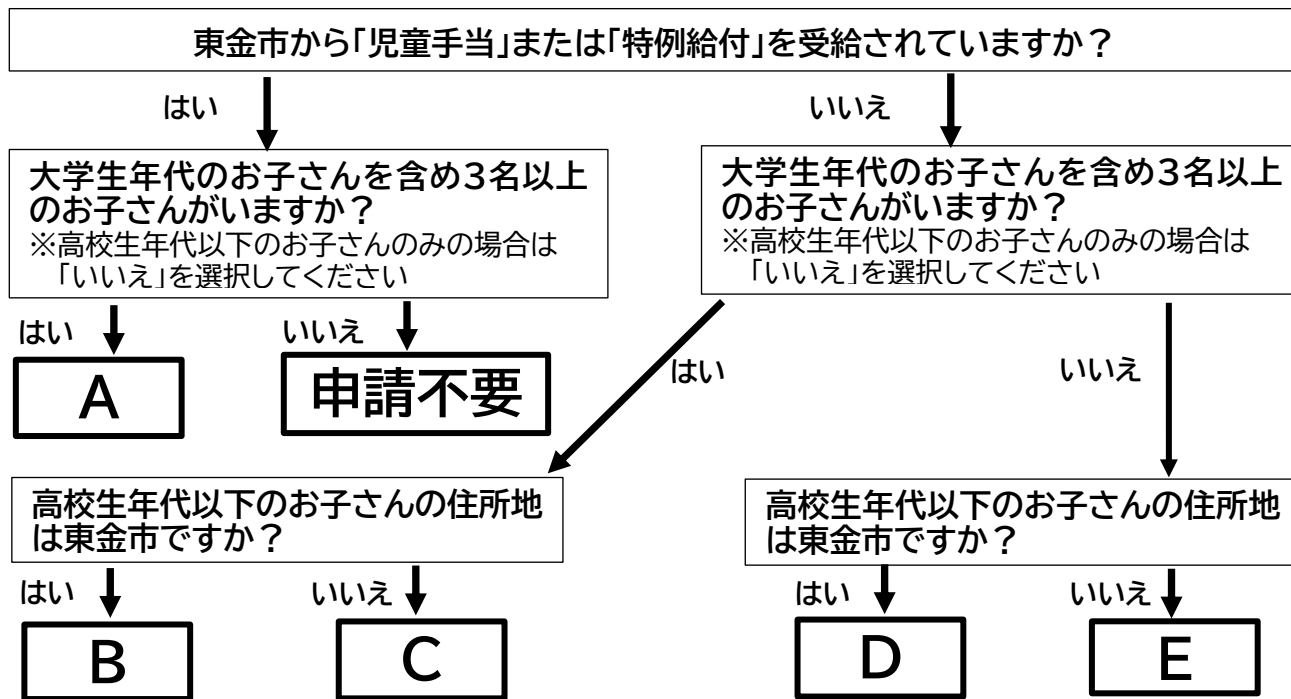 東金市から「児童手当」または「特例給付」を受給されていますか？
はい
いいえ
大学生年代のお子さんを含め３名以上
のお子さんがいますか？
※高校生年代以下のお子さんのみの場合は
「いいえ」を選択してください
大学生年代のお子さんを含め３名以上
のお子さんがいますか？
※高校生年代以下のお子さんのみの場合は
「いいえ」を選択してください
はい
いいえ
はい
いいえ
A
申請不要
高校生年代以下のお子さんの住所地
は東金市ですか？
高校生年代以下のお子さんの住所地
は東金市ですか？
はい
いいえ
はい
いいえ
B
C
D
E